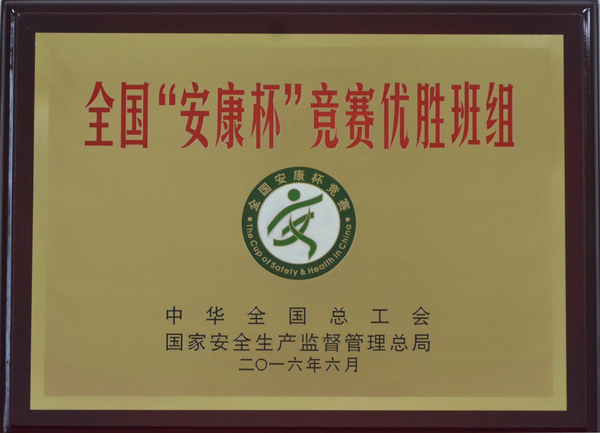 全国“安康杯”竞赛优胜班组
全国安康杯竞赛
The Cup of Safety & Health in China
中华全国总工会
国家安全生产监督管理总局
二〇一六年六月